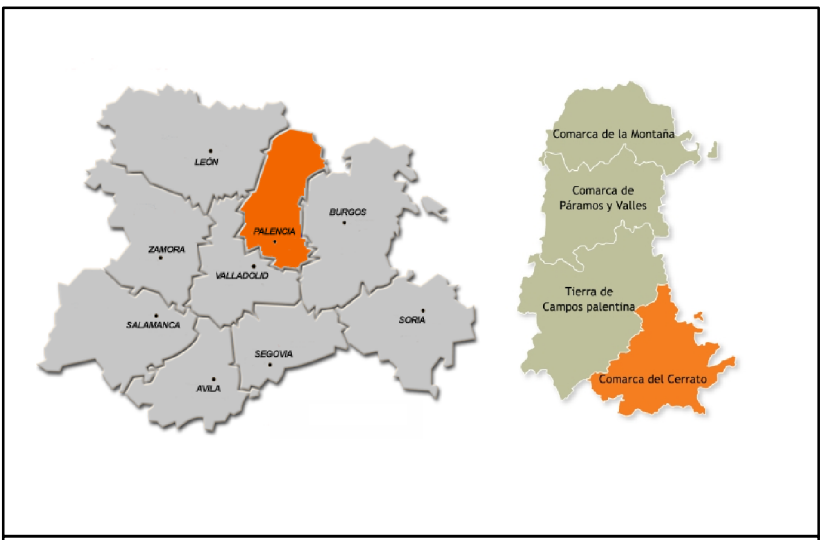 LEÓN
PALENCIA
BURGOS
ZAMORA
VALLADOLID
SALAMANCA
SORIA
SEGOVIA
AVILA
Comarca de la Montaña
Comarca de
Páramos y Valles
Tierra de
Campos palentina
Comarca del Cerrato